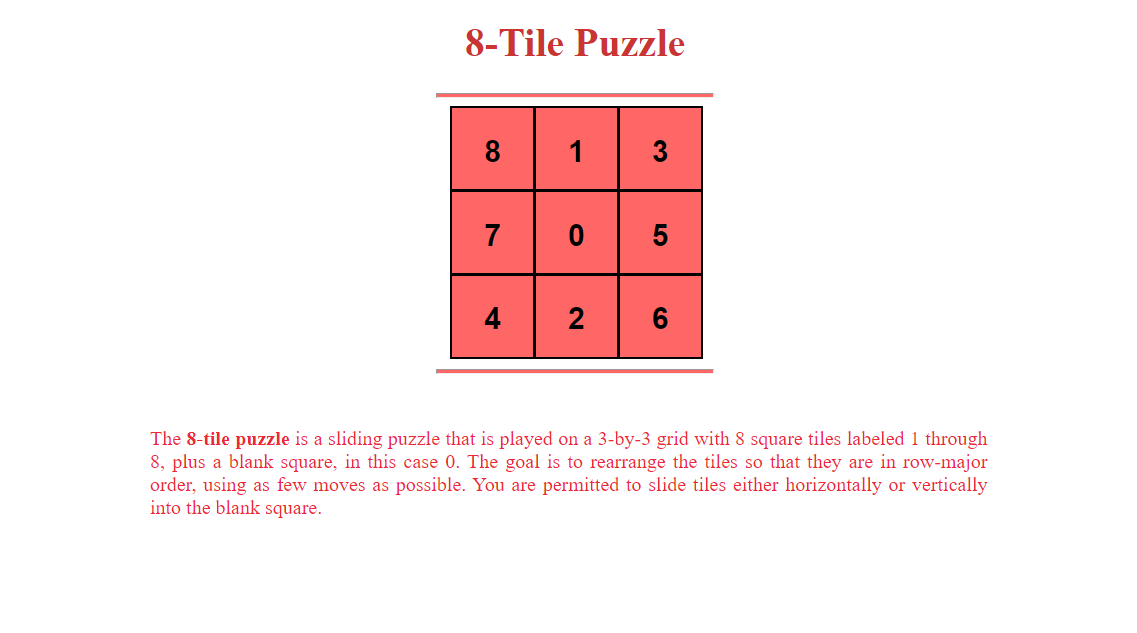 8-Tile Puzzle
8 1 3
7 0 5
4 2 6
The 8-tile puzzle is a sliding puzzle that is played on a 3-by-3 grid with 8 square tiles labeled 1 through
8, plus a blank square, in this case 0. The goal is to rearrange the tiles so that they are in row-major
order, using as few moves as possible. You are permitted to slide tiles either horizontally or vertically
into the blank square.